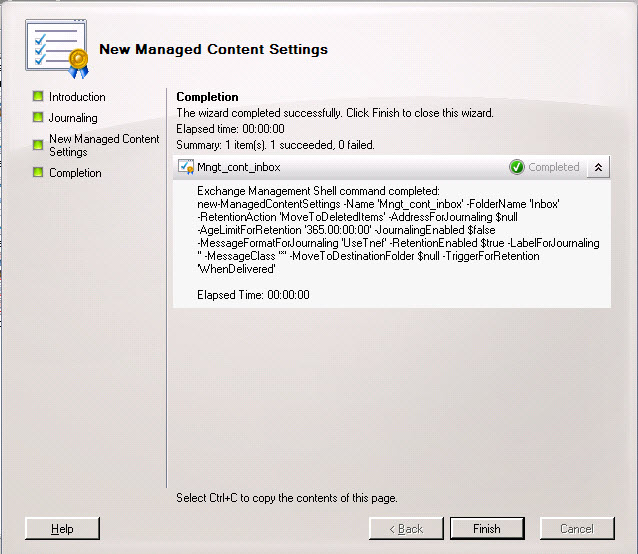 New Managed Content Settings
Introduction
Journaling
New Managed Content
Settings
Completion
Completion
The wizard completed successfully. Click Finish to close this wizard.
Elapsed time: 00:00:00
Summary: 1 item(s), 1 succeeded, 0 failed.
Mngt_cont_inbox
Completed
Exchange Management Shell command completed:
new-ManagedContentSettings -Name 'Mngt_cont_inbox' -FolderName 'Inbox'
-RetentionAction 'MoveToDeletedItems' -AddressForJournaling $null
-AgeLimitForRetention '365.00:00:00' -JournalingEnabled $false
-MessageFormatForJournaling 'UseTnef' -RetentionEnabled $true -LabelForJournaling
'' -MessageClass '*' -MoveToDestinationFolder $null -TriggerForRetention
'WhenDelivered'
Elapsed Time: 00:00:00
Select Ctrl+C to copy the contents of this page.
Help
< Back
Finish
Cancel